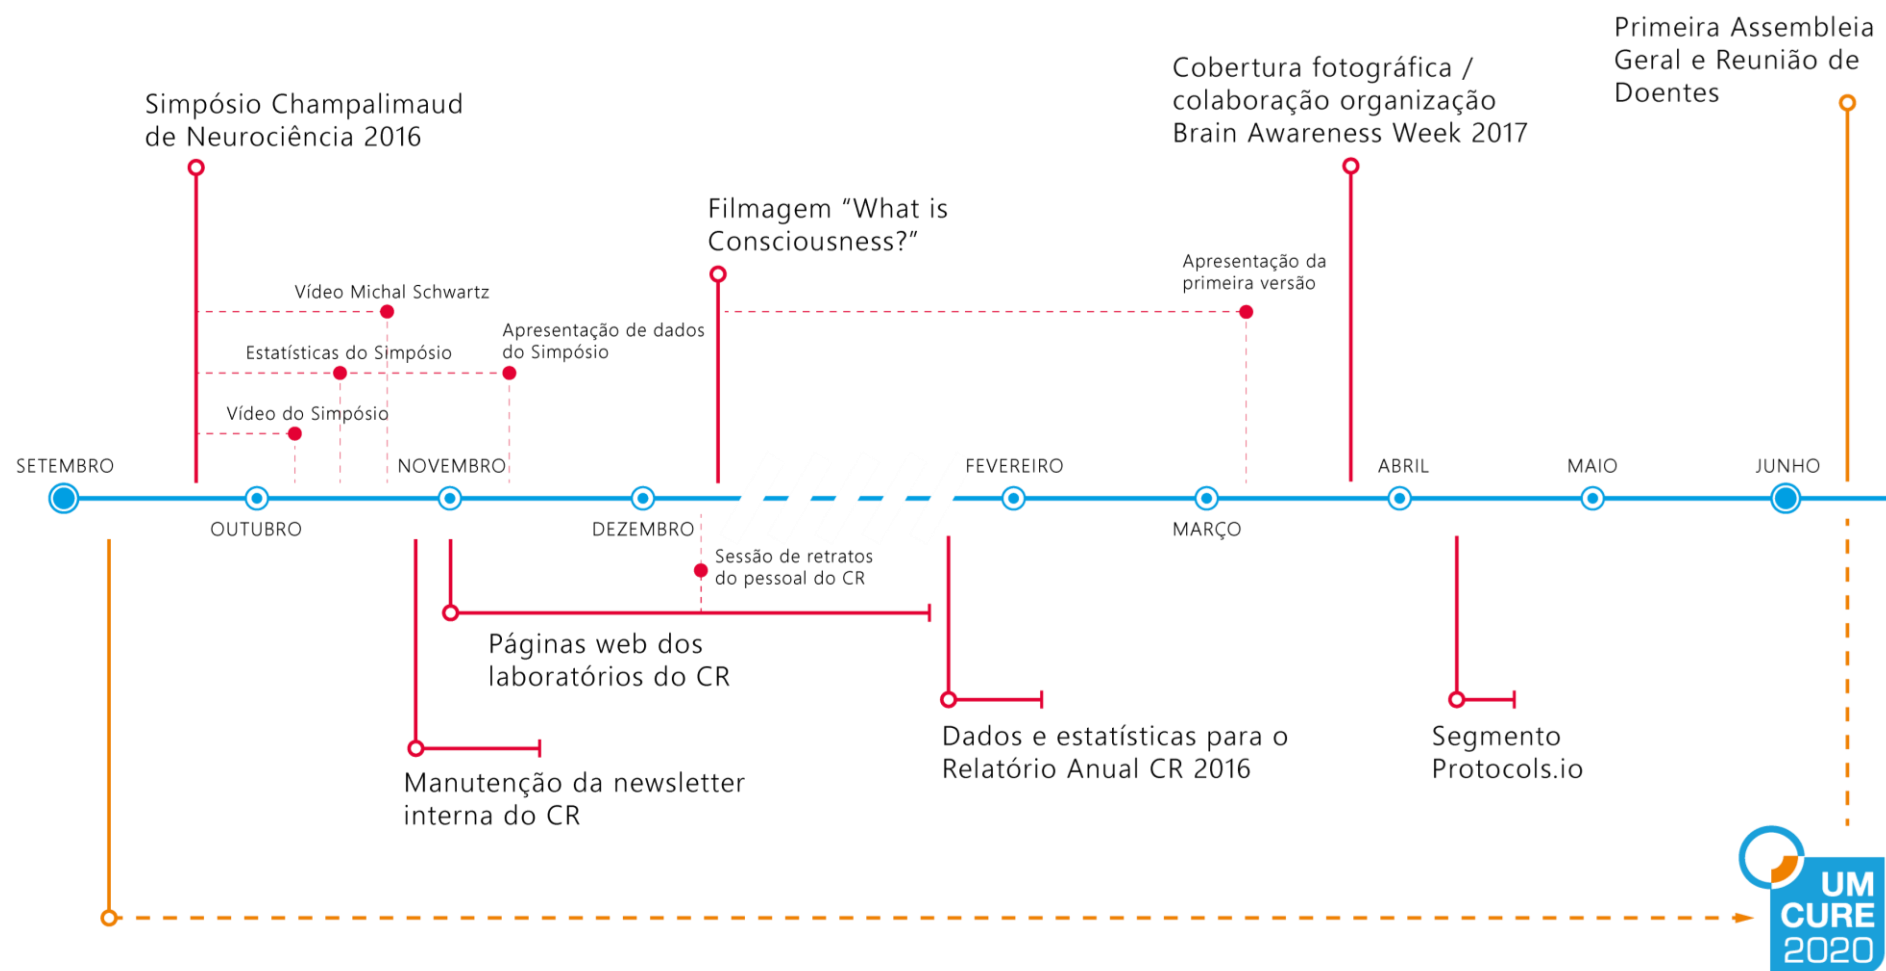 Primeira Assembleia
Geral e Reunião de
Doentes
Cobertura fotográfica /
colaboração organização
Brain Awareness Week 2017
Simpósio Champalimaud
de Neurociência 2016
Filmagem “What is
Consciousness?”
Apresentação da
primeira versão
Vídeo Michal Schwartz
Apresentação de dados
do Simpósio
Estatísticas do Simpósio
Vídeo do Simpósio
SETEMBRO
OUTUBRO
NOVEMBRO
DEZEMBRO
FEVEREIRO
MARÇO
ABRIL
MAIO
JUNHO
Sessão de retratos
do pessoal do CR
Páginas web dos
laboratórios do CR
Manutenção da newsletter
interna do CR
Dados e estatísticas para o
Relatório Anual CR 2016
Segmento
Protocols.io
UM
CURE
2020